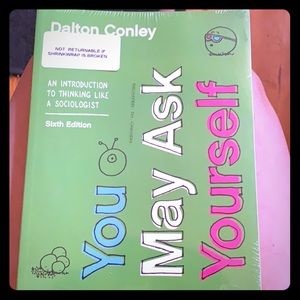 Dalton Conley
NOT RETURNABLE IF
SHRINKWRAP IS BROKEN
AN INTRODUCTION
TO THINKING LIKE
A SOCIOLOGIST
Sixth Edition
You
May Ask
Yourself